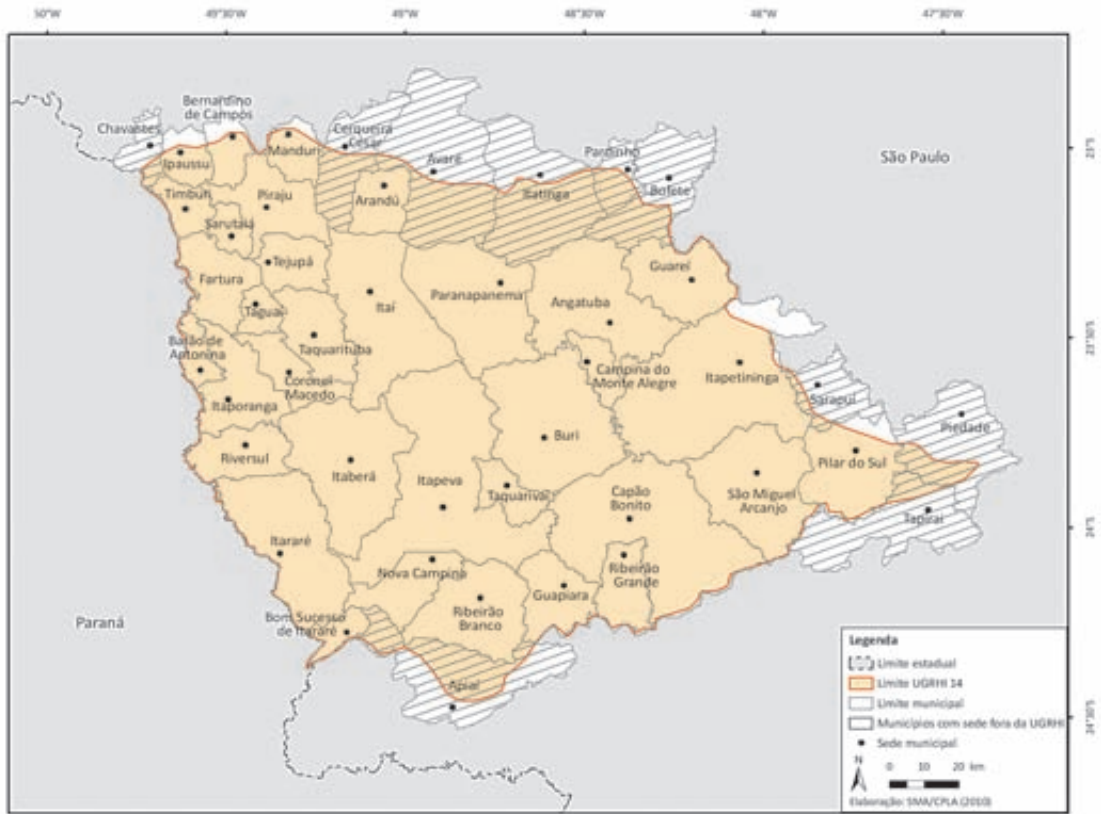 50°W 49°30'W 49°W 48°30'W 48°W 47°30'W
Bernardino
de Campos
Chavantes
Cerqueira
César
Manduri
Avaré
Pardinho
São Paulo
23°S
Ipaussu
Bofete
Timburi
Piraju
Arandú
Itatinga
Sarutaiá
Tejupá
Guareí
Fartura
Itaí
Paranapanema
Angatuba
Taguaí
23°30'S
Barão de
Antonina
Taquarituba
Campina do
Monte Alegre
Itapetininga
Coronel
Macedo
Sarapuí
Itaporanga
Piedade
Buri
Riversul
Pilar do Sul
Itaberá
Itapeva
Taquarivaí
Capão
Bonito
São Miguel
Arcanjo
Tapiraí
24°S
Itararé
Nova Campina
Ribeirão
Grande
Guapiara
Ribeirão
Branco
Bom Sucesso
de Itararé
Paraná
Apiaí
24°30'S
Legenda
Limite estadual
Limite UGRHI 14
Limite municipal
Municípios com sede fora da UGRHI
Sede municipal
N
0 10 20 km
Elaboração: SMA/CPLA (2010)